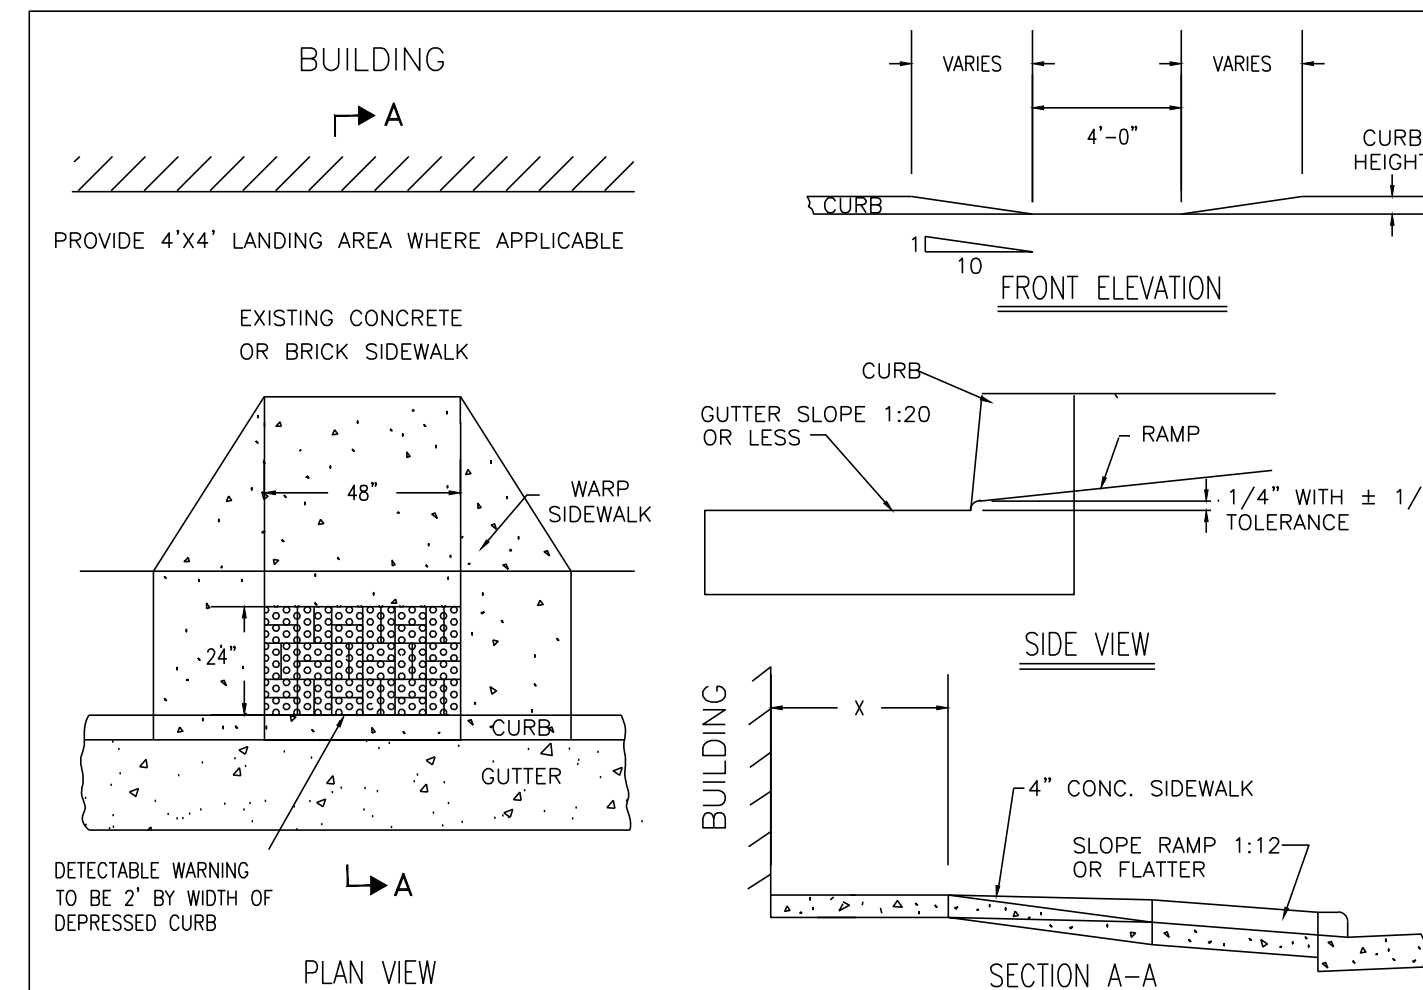 BUILDING
A
PROVIDE 4'X4' LANDING AREA WHERE APPLICABLE
EXISTING CONCRETE
OR BRICK SIDEWALK
48"
WARP
SIDEWALK
24"
CURB
GUTTER
DETECTABLE WARNING
TO BE 2' BY WIDTH OF
DEPRESSED CURB
A
PLAN VIEW
VARIES
VARIES
4'-0"
CURB
HEIGHT
CURB
1
10
FRONT ELEVATION
CURB
GUTTER SLOPE 1:20
OR LESS
RAMP
1/4" WITH ± 1/
TOLERANCE
SIDE VIEW
BUILDING
X
4" CONC. SIDEWALK
SLOPE RAMP 1:12
OR FLATTER
SECTION A-A